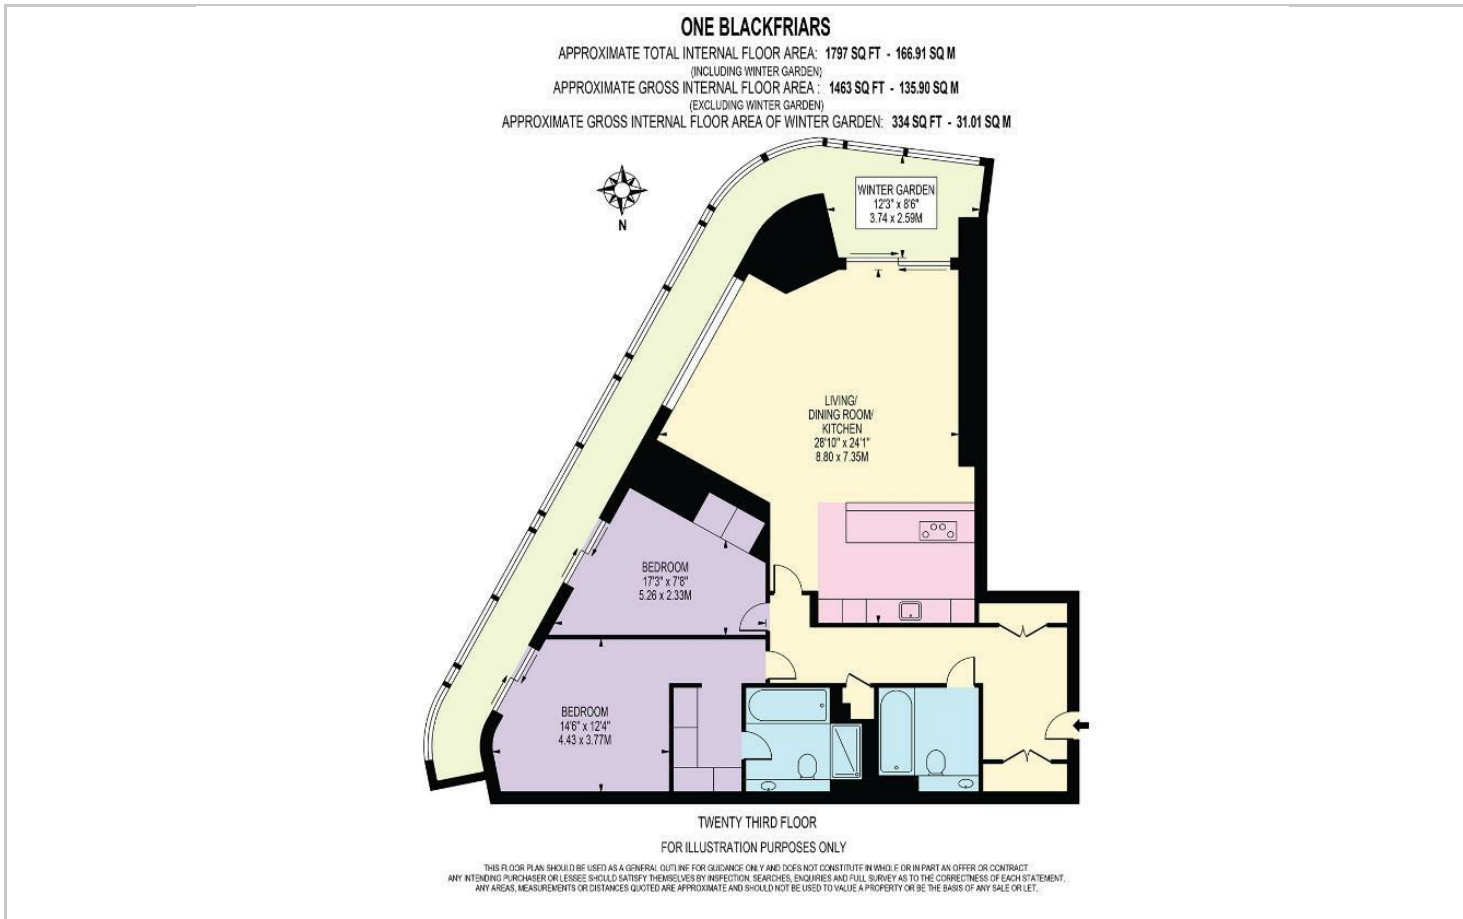 ONE BLACKFRIARS
APPROXIMATE TOTAL INTERNAL FLOOR AREA: 1797 SQ FT - 166.91 SQ M
(INCLUDING WINTER GARDEN)
APPROXIMATE GROSS INTERNAL FLOOR AREA : 1463 SQ FT - 135.90 SQ M
(EXCLUDING WINTER GARDEN)
APPROXIMATE GROSS INTERNAL FLOOR AREA OF WINTER GARDEN: 334 SQ FT - 31.01 SQ M
N
WINTER GARDEN
12'3" x 8'6"
3.74 x 2.59M
LIVING/
DINING ROOM/
KITCHEN
28'10" x 24'1"
8.80 x 7.35M
BEDROOM
17'3" x 7'8"
5.26 x 2.33M
BEDROOM
14'6" x 12'4"
4.43 x 3.77M
TWENTY THIRD FLOOR
FOR ILLUSTRATION PURPOSES ONLY
THIS FLOOR PLAN SHOULD BE USED AS A GENERAL OUTLINE FOR GUIDANCE ONLY AND DOES NOT CONSTITUTE IN WHOLE OR IN PART AN OFFER OR CONTRACT
ANY INTENDING PURCHASER OR LESSEE SHOULD SATISFY THEMSELVES BY INSPECTION, SEARCHES, ENQUIRIES AND FULL SURVEY AS TO THE CORRECTNESS OF EACH STATEMENT.
ANY AREAS, MEASUREMENTS OR DISTANCES QUOTED ARE APPROXIMATE AND SHOULD NOT BE USED TO VALUE A PROPERTY OR BE THE BASIS OF ANY SALE OR LET.